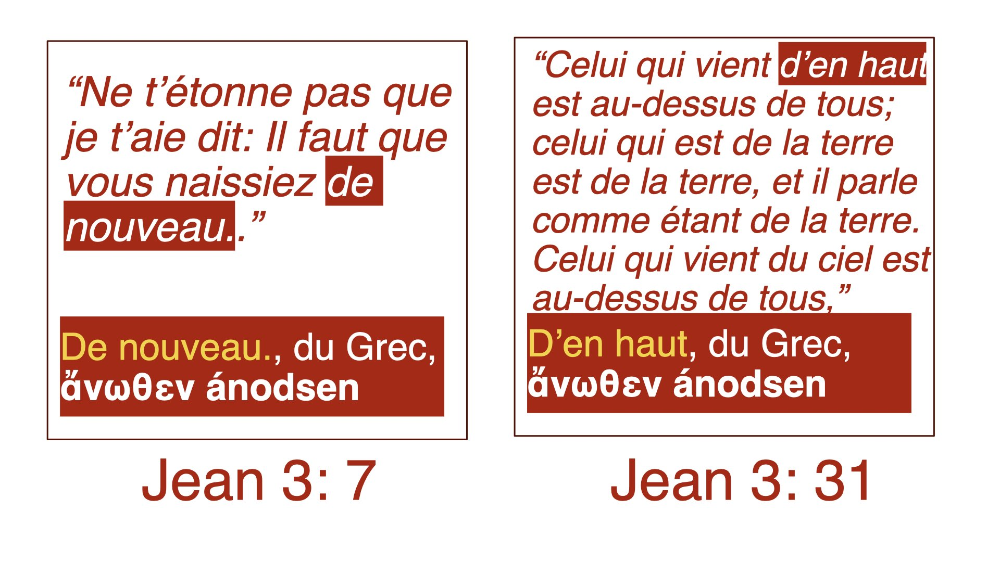 “Ne t’étonne pas que
je t’aie dit: Il faut que
vous naissiez de
nouveau..”
De nouveau., du Grec,
ἄνωθεν ánodsen
Jean 3: 7
“Celui qui vient d’en haut
est au-dessus de tous;
celui qui est de la terre
est de la terre, et il parle
comme étant de la terre.
Celui qui vient du ciel est
au-dessus de tous,”
D’en haut, du Grec,
ἄνωθεν ánodsen
Jean 3: 31